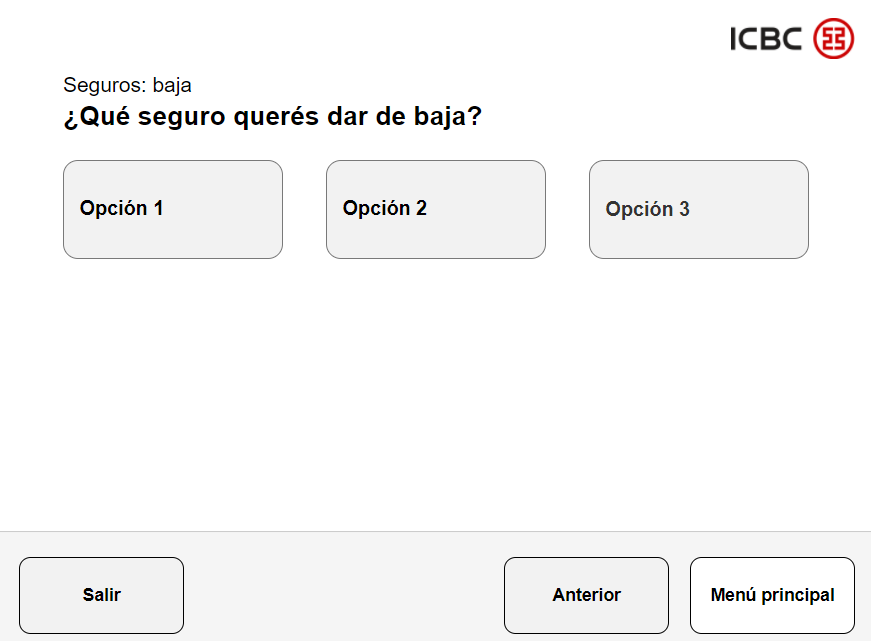 ICBC
Seguros: baja
¿Qué seguro querés dar de baja?
Opción 1
Opción 2
Opción 3
Salir
Anterior
Menú principal